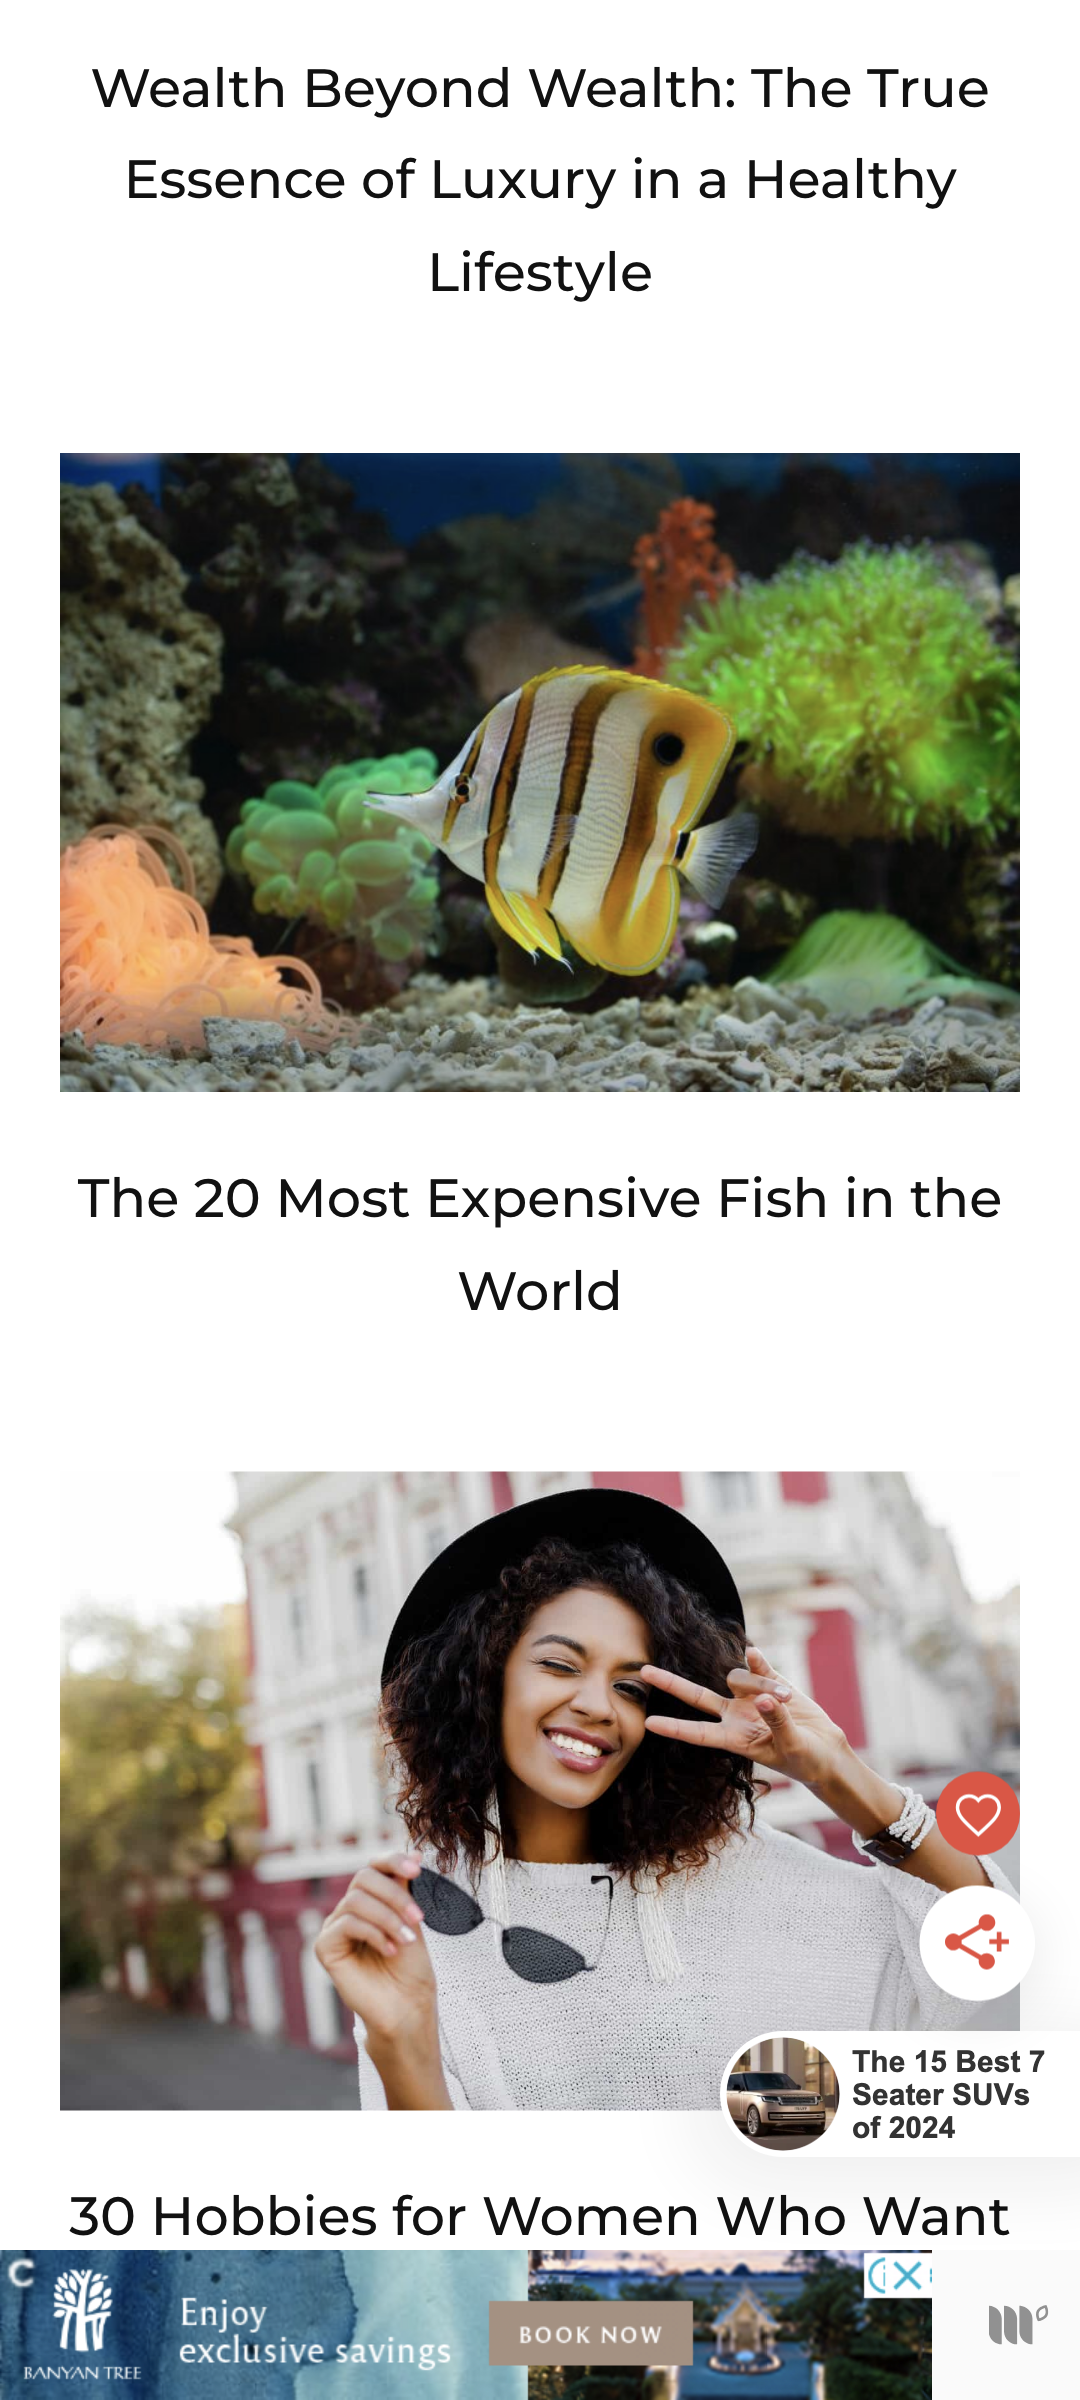 Wealth Beyond Wealth: The True
Essence of Luxury in a Healthy
Lifestyle
The 20 Most Expensive Fish in the
World
The 15 Best 7
Seater SUVs
of 2024
30 Hobbies for Women Who Want
C
BANYAN TREE
Enjoy
exclusive savings
BOOK NOW